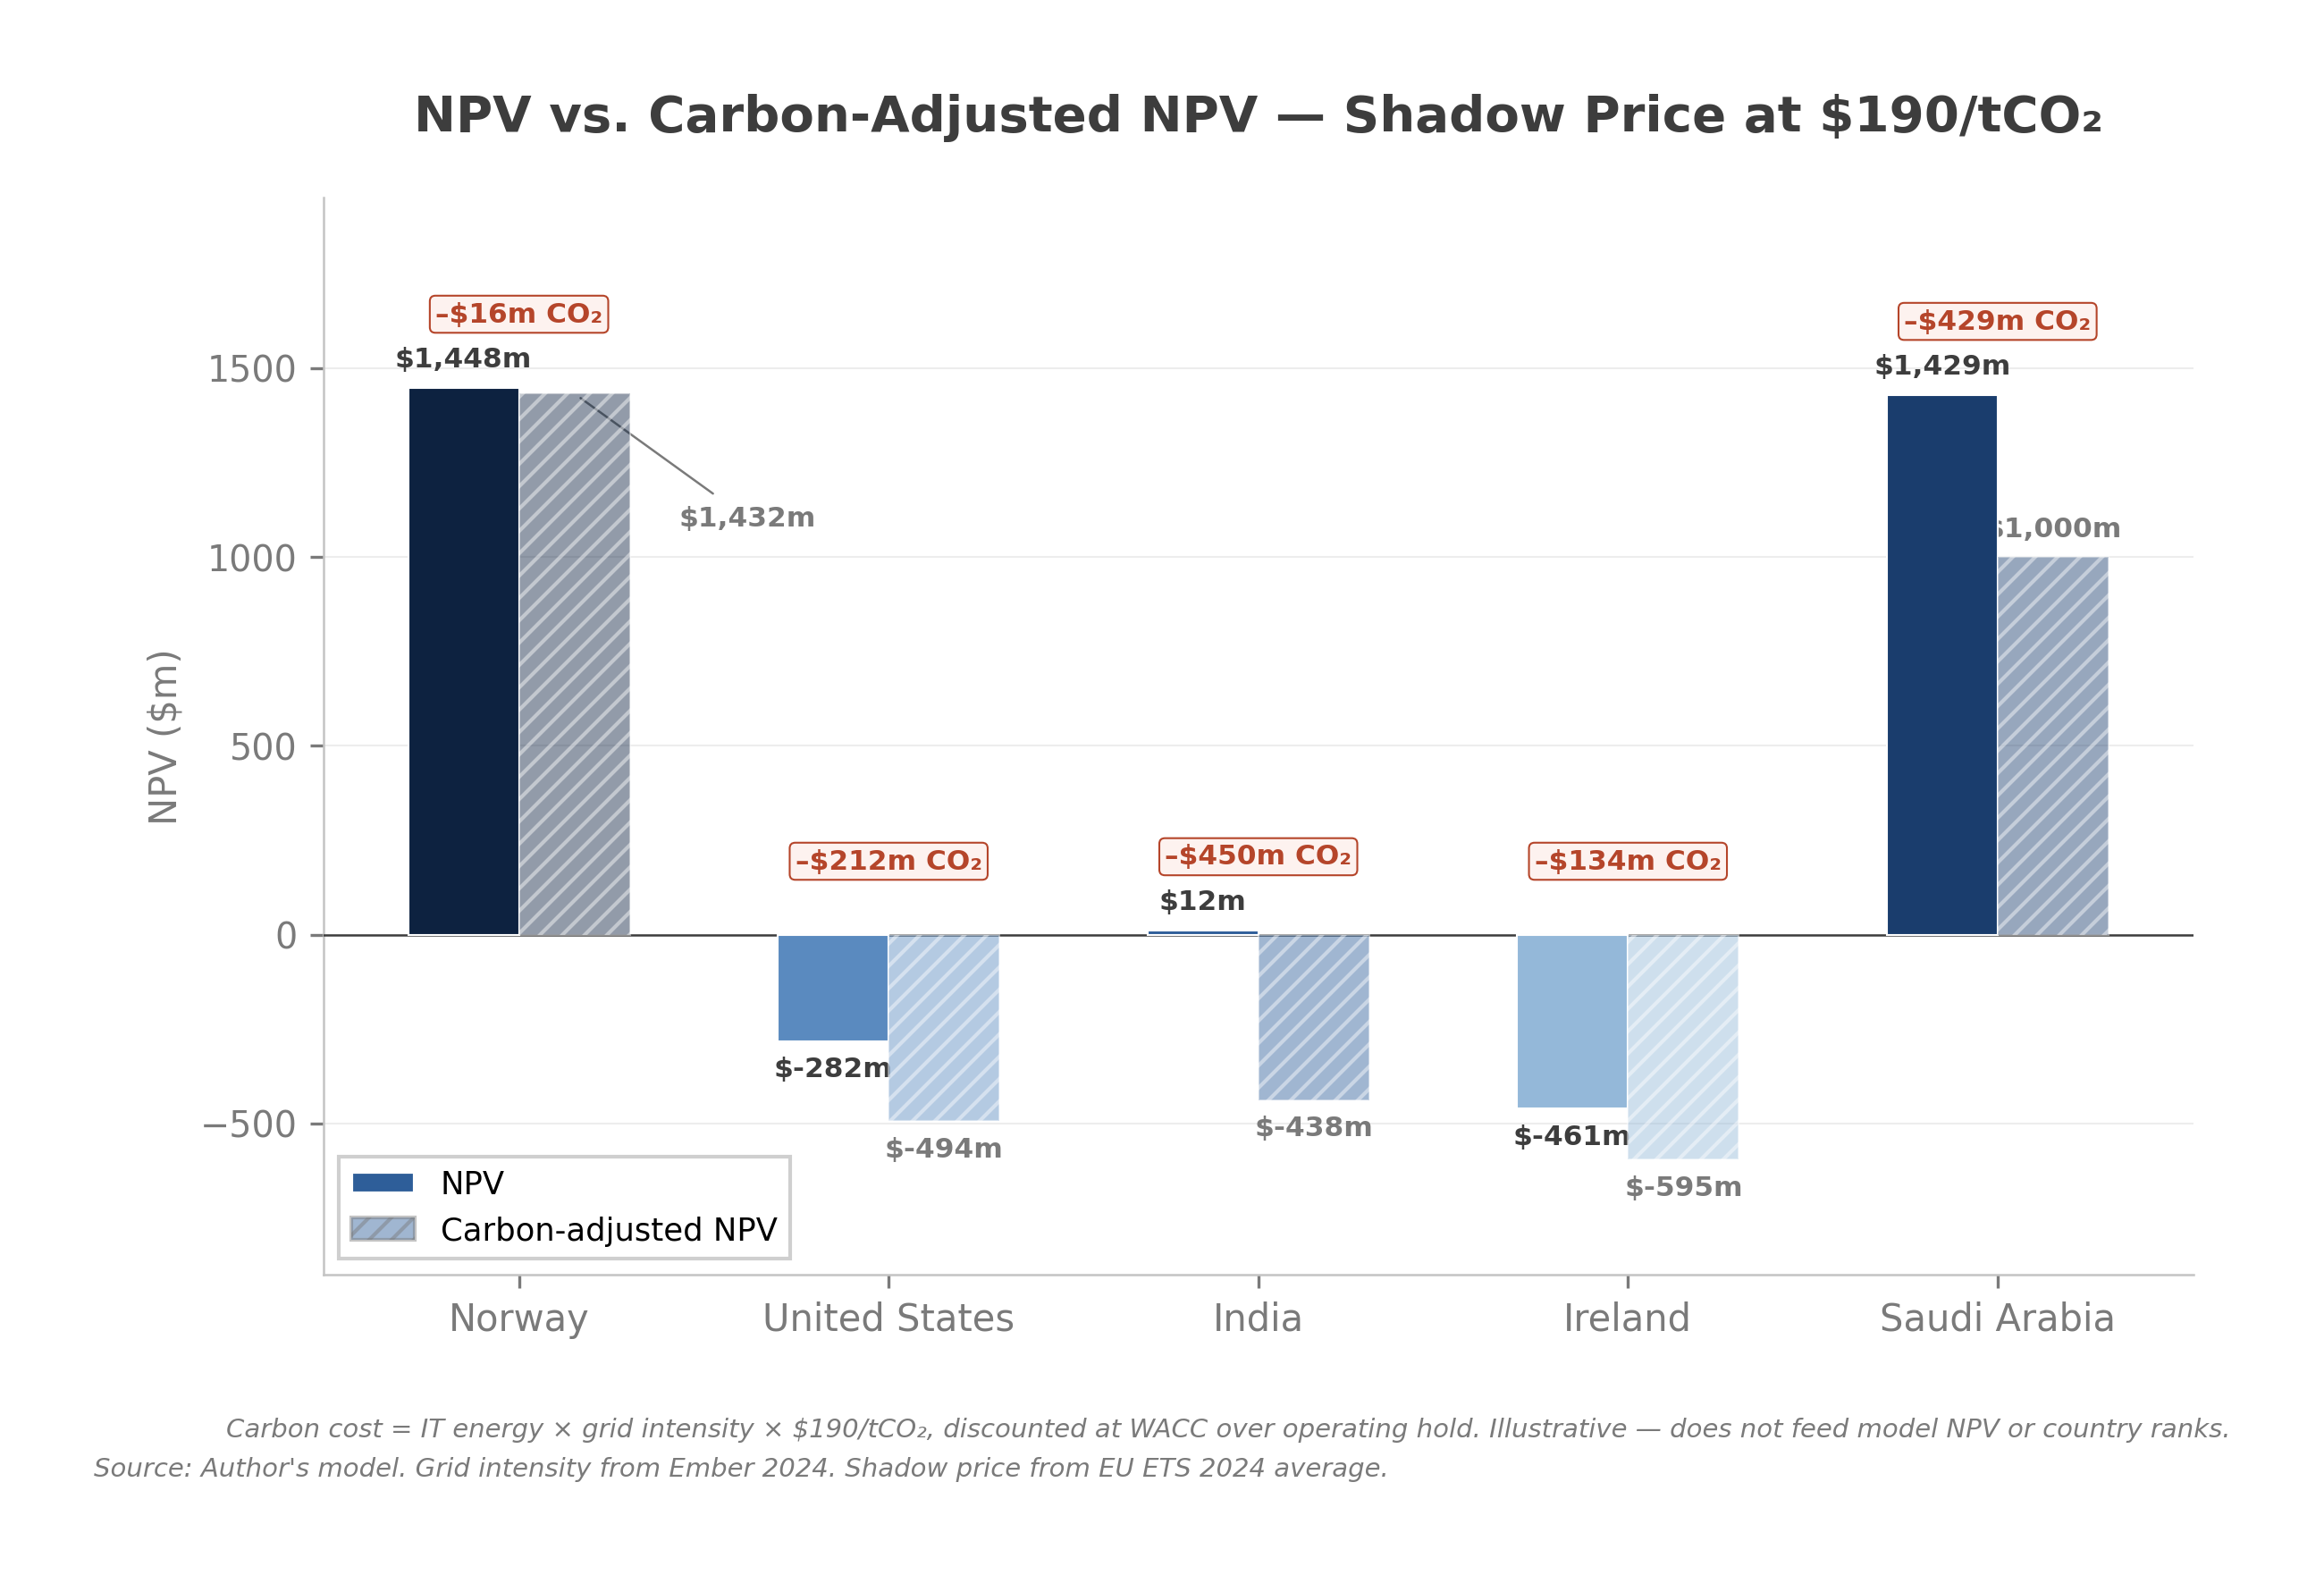 NPV vs. Carbon-Adjusted NPV — Shadow Price at $190/tCO₂
–$16m CO₂
–$429m CO₂
$1,448m
$1,429m
1500
$1,432m
$1,000m
1000
NPV ($m)
500
–$212m CO₂
–$450m CO₂
–$134m CO₂
$12m
0
$-282m
$-461m
−500
$-494m
$-438m
$-595m
NPV
Carbon-adjusted NPV
Norway
United States
India
Ireland
Saudi Arabia
Carbon cost = IT energy × grid intensity × $190/tCO₂, discounted at WACC over operating hold. Illustrative — does not feed model NPV or country ranks.
Source: Author's model. Grid intensity from Ember 2024. Shadow price from EU ETS 2024 average.